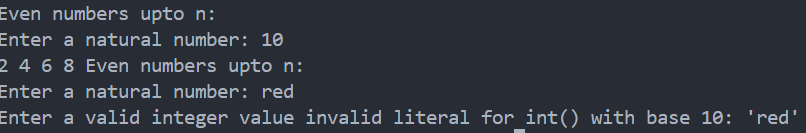 Even numbers upto n:
Enter a natural number: 10
2 4 6 8 Even numbers upto n:
Enter a natural number: red
Enter a valid integer value invalid literal for int() with base 10: 'red'